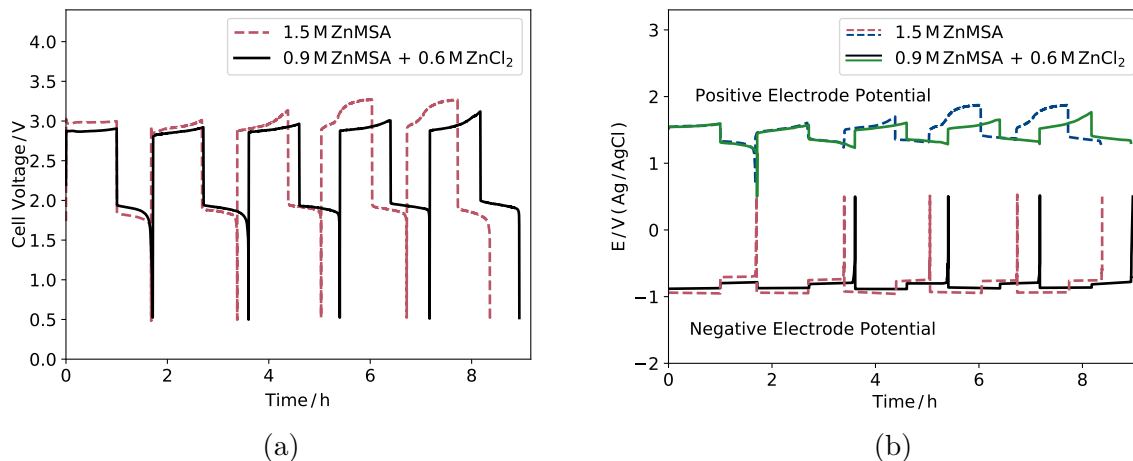 4.0
3.5
3.0
2.5
2.0
1.5
1.0
0.5
0.0
Cell Voltage / V
1.5 M ZnMSA
0.9 M ZnMSA + 0.6 M ZnCl₂
0 2 4 6 8
Time / h
(a)
3
2
1
0
−1
−2
E / V ( Ag / AgCl)
1.5 M ZnMSA
0.9 M ZnMSA + 0.6 M ZnCl₂
Positive Electrode Potential
Negative Electrode Potential
0 2 4 6 8
Time / h
(b)